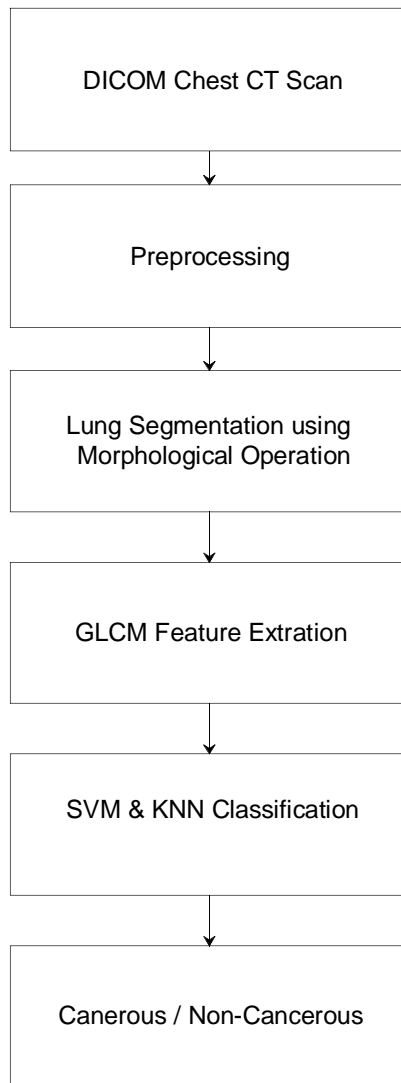 DICOM Chest CT Scan
Preprocessing
Lung Segmentation using
Morphological Operation
GLCM Feature Extration
SVM & KNN Classification
Canerous / Non-Cancerous